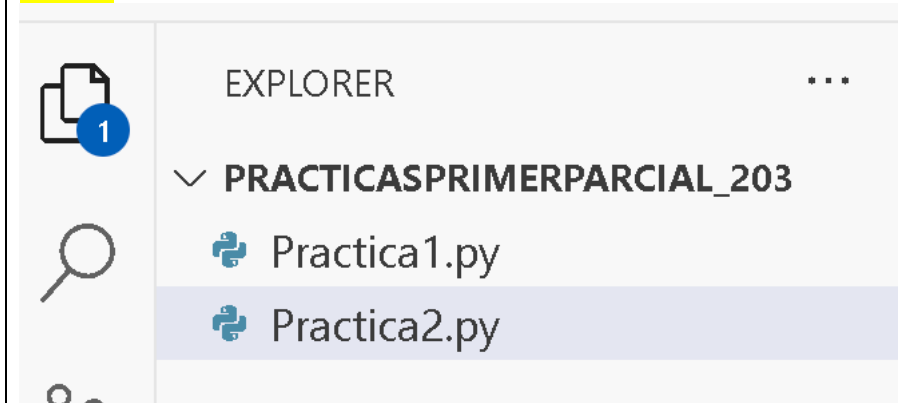 EXPLORER ...
1
PRACTICASPRIMERPARCIAL_203
Practica1.py
Practica2.py